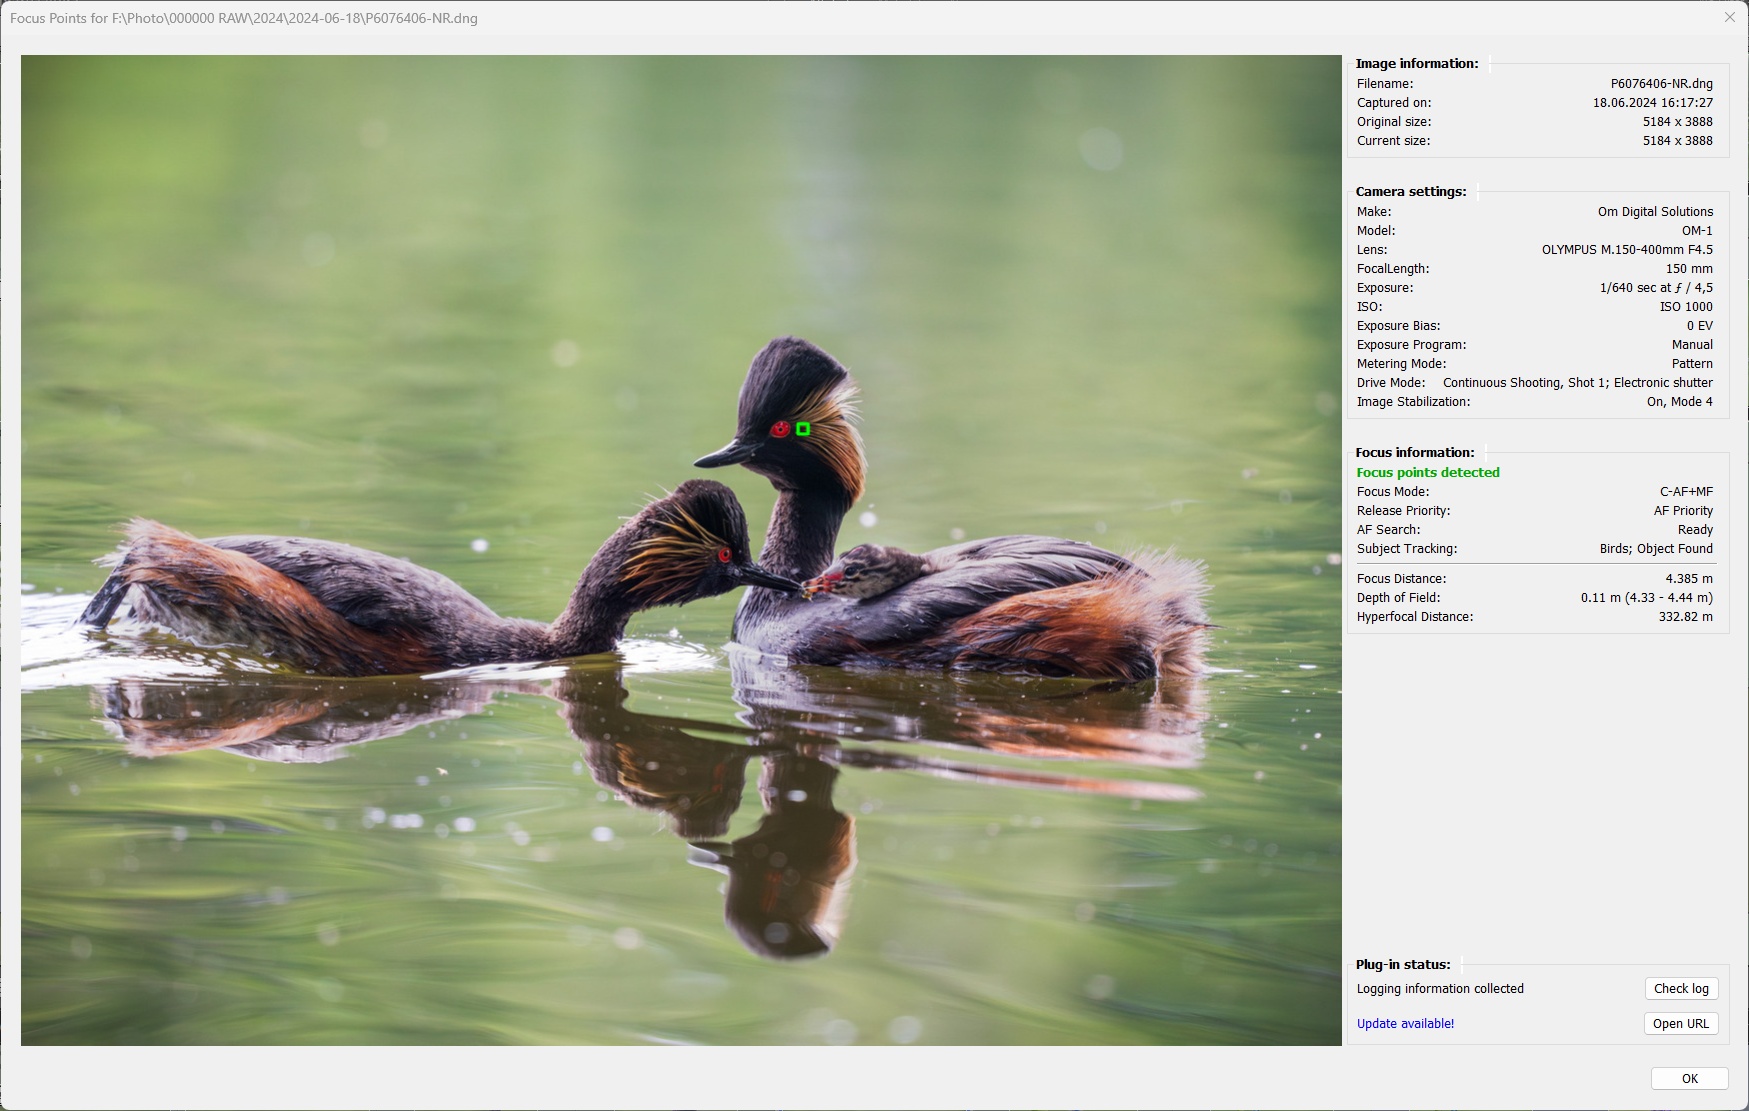 Focus Points for F:\Photo\000000 RAW\2024\2024-06-18\P6076406-NR.dng
Image information:
Filename: P6076406-NR.dng
Captured on: 18.06.2024 16:17:27
Original size: 5184 x 3888
Current size: 5184 x 3888
Camera settings:
Make: Om Digital Solutions
Model: OM-1
Lens: OLYMPUS M.150-400mm F4.5
FocalLength: 150 mm
Exposure: 1/640 sec at ƒ / 4,5
ISO: ISO 1000
Exposure Bias: 0 EV
Exposure Program: Manual
Metering Mode: Pattern
Drive Mode: Continuous Shooting, Shot 1; Electronic shutter
Image Stabilization: On, Mode 4
Focus information:
Focus points detected
Focus Mode: C-AF+MF
Release Priority: AF Priority
AF Search: Ready
Subject Tracking: Birds; Object Found
Focus Distance: 4.385 m
Depth of Field: 0.11 m (4.33 - 4.44 m)
Hyperfocal Distance: 332.82 m
Plug-in status:
Logging information collected Check log
Update available! Open URL
OK